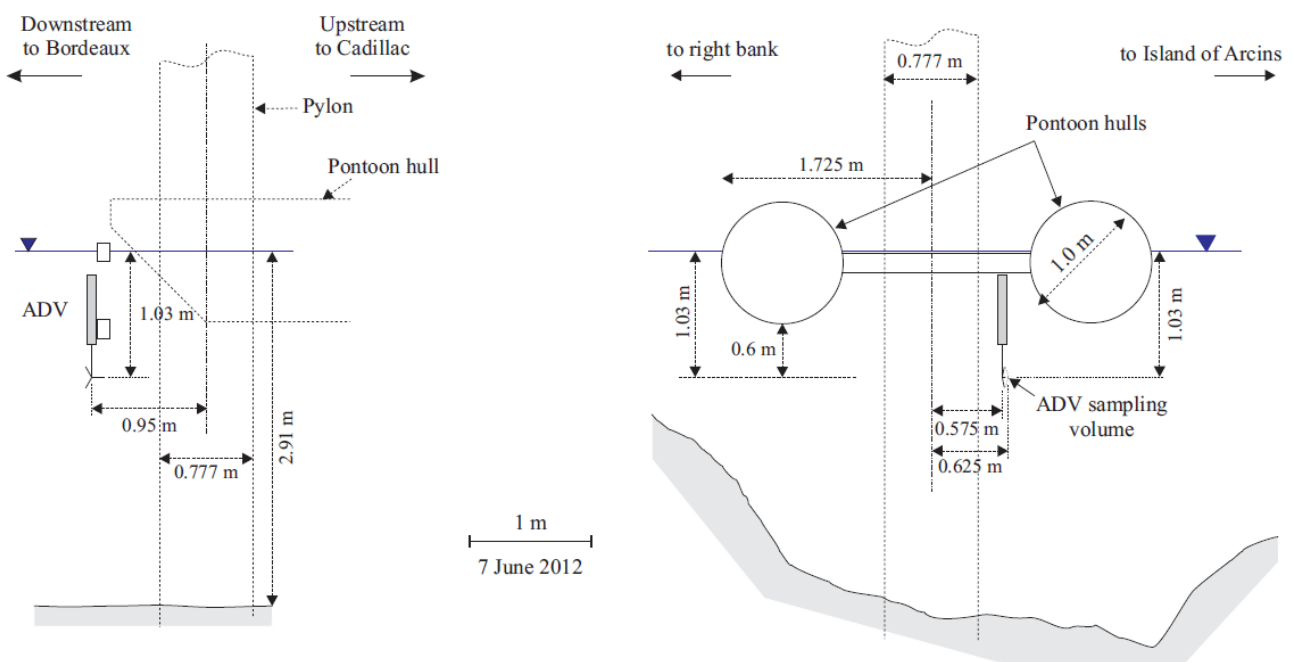 Downstream
to Bordeaux
Upstream
to Cadillac
Pylon
Pontoon hull
ADV
1.03 m
0.95 m
0.777 m
2.91 m
1 m
7 June 2012
to right bank
0.777 m
to Island of Arcins
Pontoon hulls
1.725 m
1.0 m
1.03 m
0.6 m
1.03 m
ADV sampling
volume
0.575 m
0.625 m